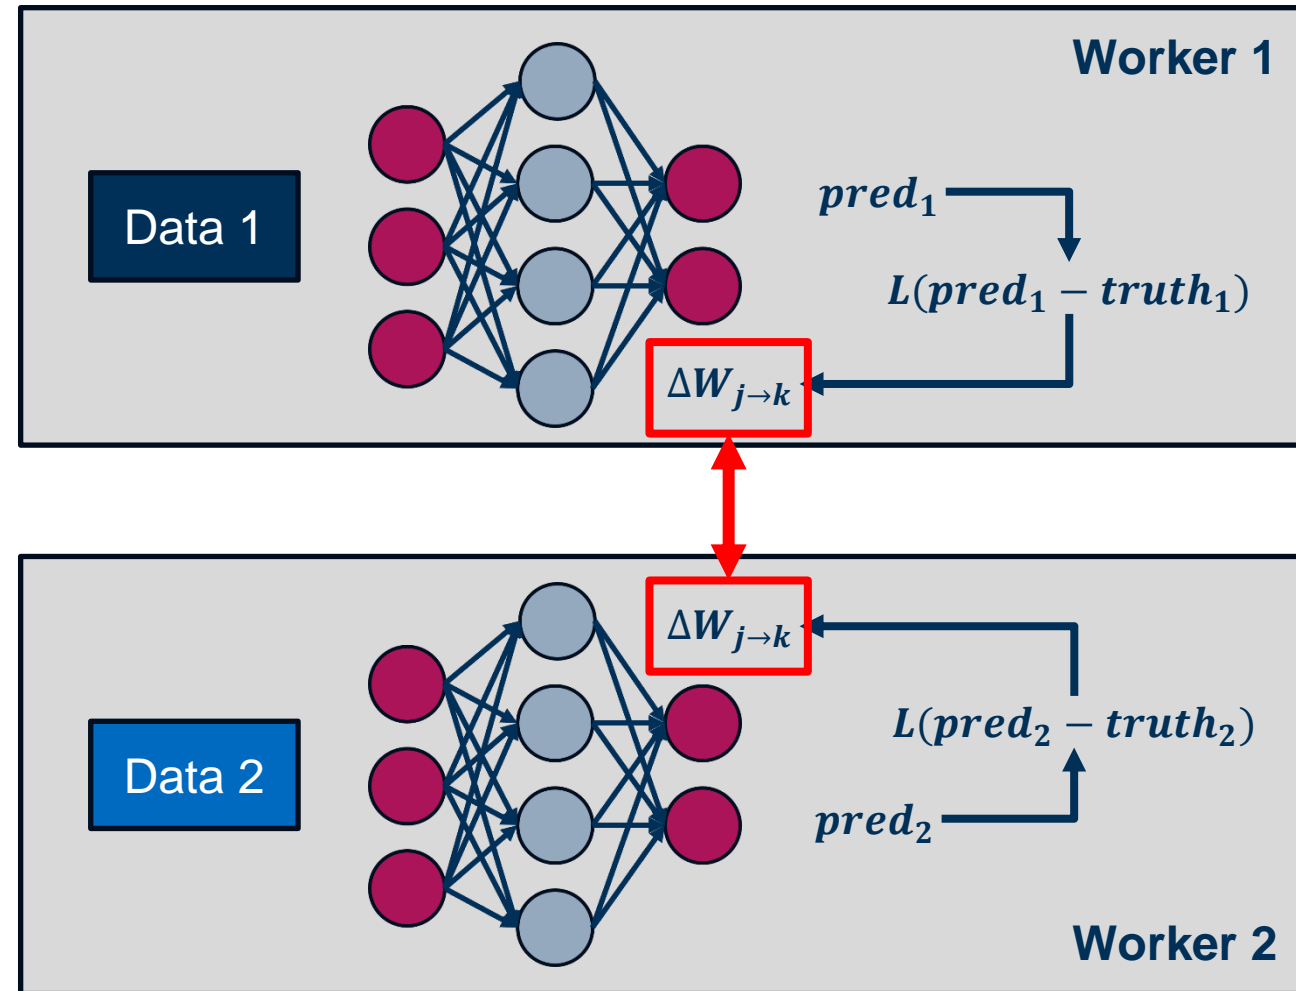 Worker 1
Data 1
pred₁
L(pred₁ − truth₁)
ΔW_{j→k}
ΔW_{j→k}
L(pred₂ − truth₂)
Data 2
pred₂
Worker 2